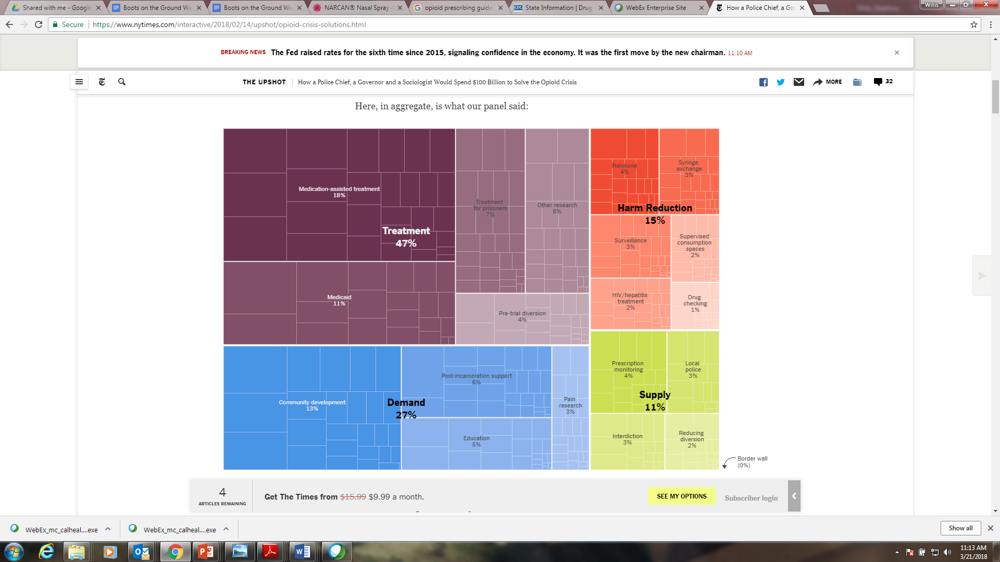 Shared with me - Google
Boots on the Ground We
Boots on the Ground We
NARCAN® Nasal Spray 4
opioid prescribing guide
CDC
State Information | Drug
WebEx Enterprise Site
How a Police Chief, a Go
Willis
Secure
https://www.nytimes.com/interactive/2018/02/14/upshot/opioid-crisis-solutions.html
BREAKING NEWS The Fed raised rates for the sixth time since 2015, signaling confidence in the economy. It was the first move by the new chairman. 11:10 AM
THE UPSHOT | How a Police Chief, a Governor and a Sociologist Would Spend $100 Billion to Solve the Opioid Crisis
MORE
32
Here, in aggregate, is what our panel said:
Medication-assisted treatment
18%
Treatment
47%
Medicaid
11%
Treatment
for prisoners
7%
Other research
6%
Pre-trial diversion
4%
Naloxone
4%
Syringe
exchange
3%
Harm Reduction
15%
Surveillance
3%
Supervised
consumption
spaces
2%
HIV/hepatitis
treatment
2%
Drug
checking
1%
Community development
13%
Demand
27%
Post-incarceration support
6%
Education
5%
Pain
research
3%
Prescription
monitoring
4%
Local
police
3%
Supply
11%
Interdiction
3%
Reducing
diversion
2%
Border wall
(0%)
4
ARTICLES REMAINING
Get The Times from $15.99 $9.99 a month.
SEE MY OPTIONS
Subscriber login
WebEx_mc_calheal....exe
WebEx_mc_calheal....exe
Show all
11:13 AM
3/21/2018